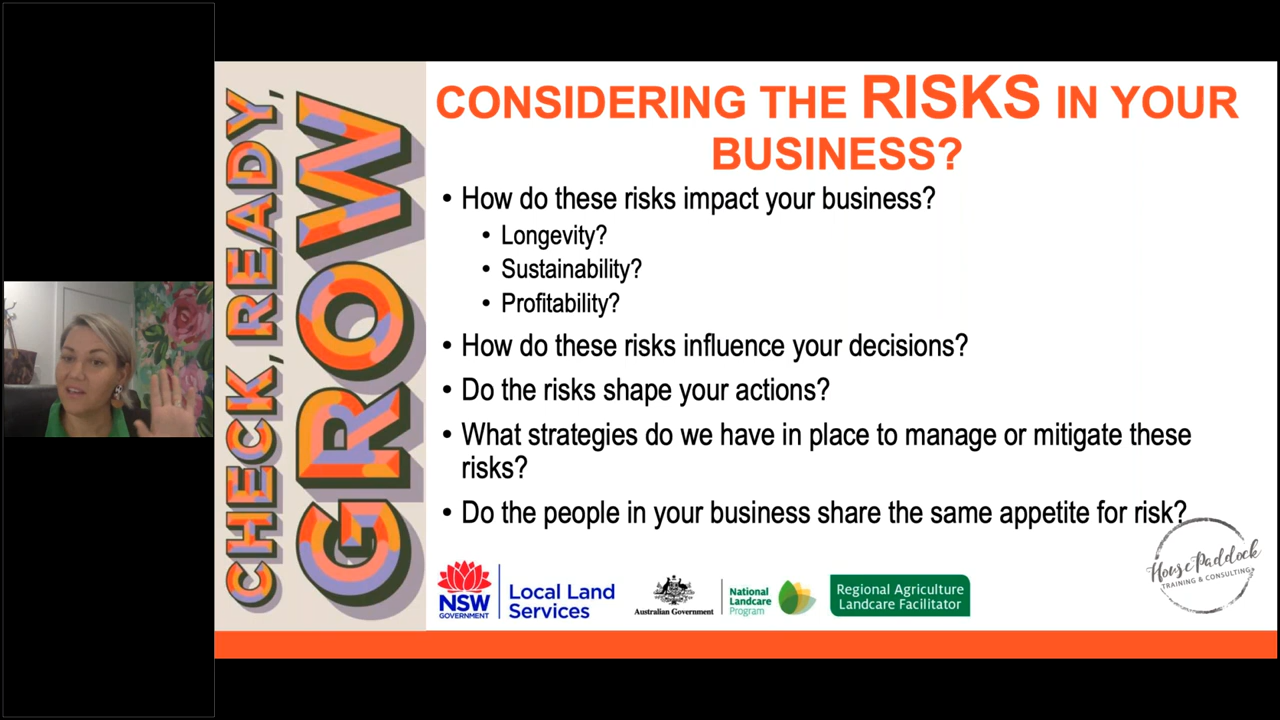 CHECK, READY,
GROW
CONSIDERING THE RISKS IN YOUR
BUSINESS?
• How do these risks impact your business?
• Longevity?
• Sustainability?
• Profitability?
• How do these risks influence your decisions?
• Do the risks shape your actions?
• What strategies do we have in place to manage or mitigate these
risks?
• Do the people in your business share the same appetite for risk?
NSW
GOVERNMENT
Local Land
Services
Australian Government
National
Landcare
Program
Regional Agriculture
Landcare Facilitator
House Paddock
TRAINING & CONSULTING